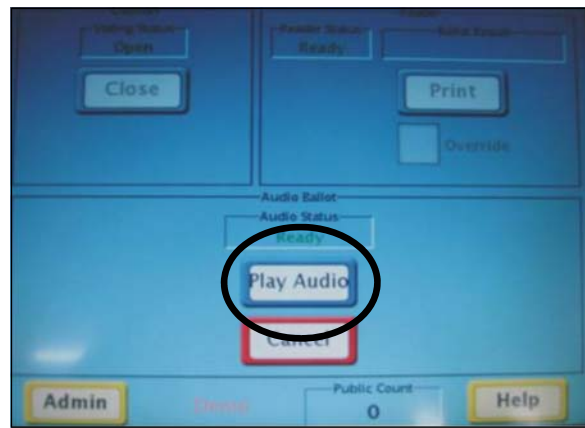 Voting Status
Open
Close
Reader Status
Ready
Print
Override
Audio Ballot
Audio Status
Ready
Play Audio
Cancel
Admin
Demo
Public Count
0
Help